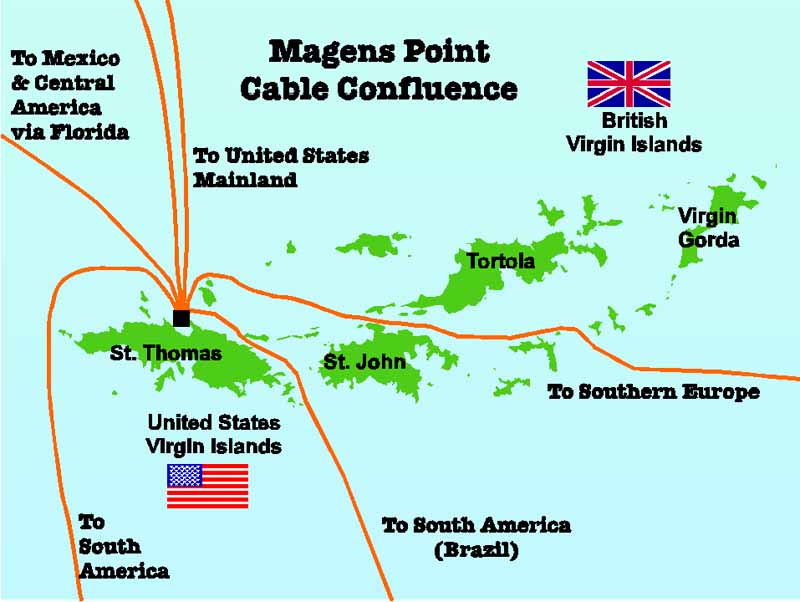 Magens Point
Cable Confluence
To Mexico
& Central
America
via Florida
To United States
Mainland
British
Virgin Islands
Virgin
Gorda
Tortola
St. Thomas
St. John
To Southern Europe
United States
Virgin Islands
To
South
America
To South America
(Brazil)